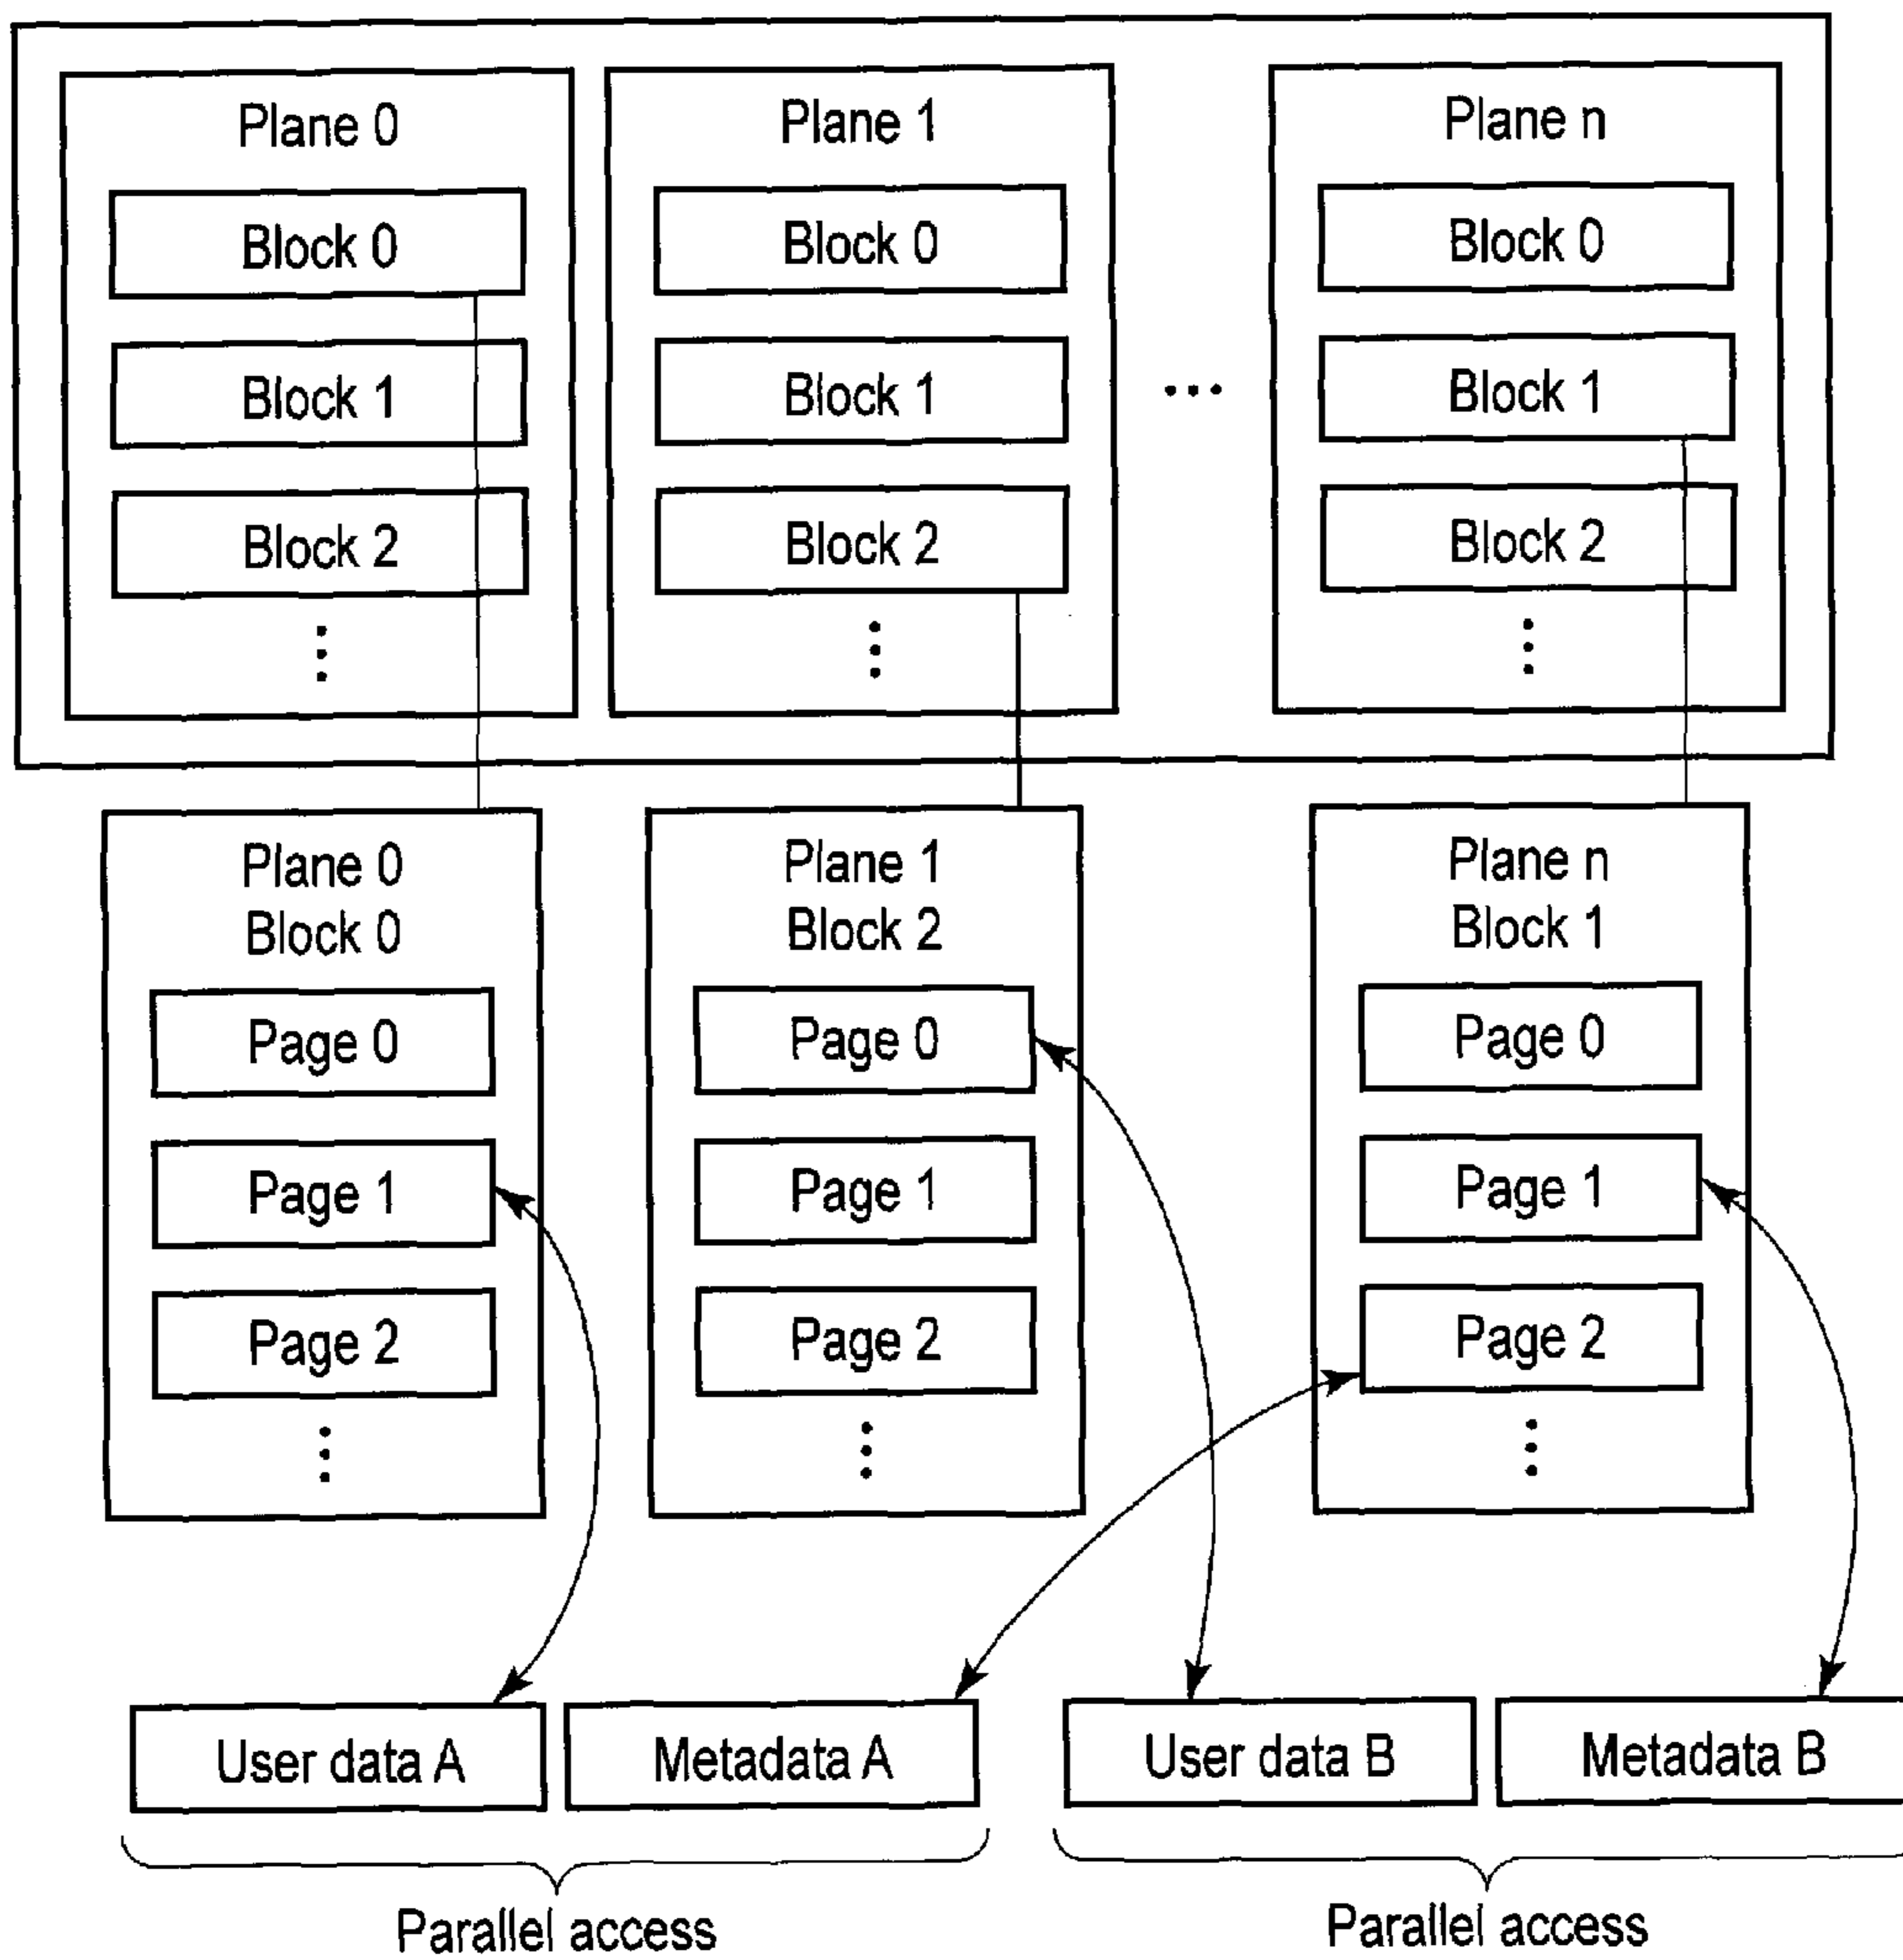 Plane 0
Plane 1
Plane n
Block 0
Block 0
Block 0
Block 1
Block 1
...
Block 1
Block 2
Block 2
Block 2
Plane 0
Block 0
Plane 1
Block 2
Plane n
Block 1
Page 0
Page 0
Page 0
Page 1
Page 1
Page 1
Page 2
Page 2
Page 2
User data A
Metadata A
User data B
Metadata B
Parallel access
Parallel access